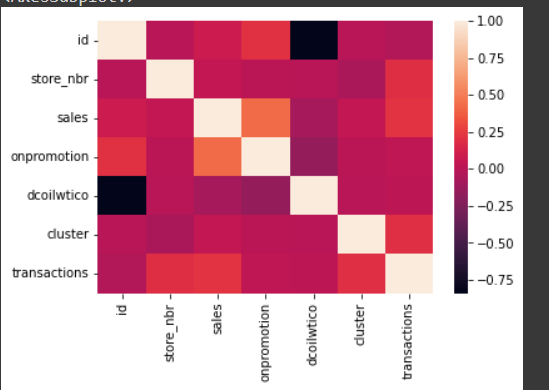 id
store_nbr
sales
onpromotion
dcoilwtico
cluster
transactions
1.00
0.75
0.50
0.25
0.00
−0.25
−0.50
−0.75
id
store_nbr
sales
onpromotion
dcoilwtico
cluster
transactions